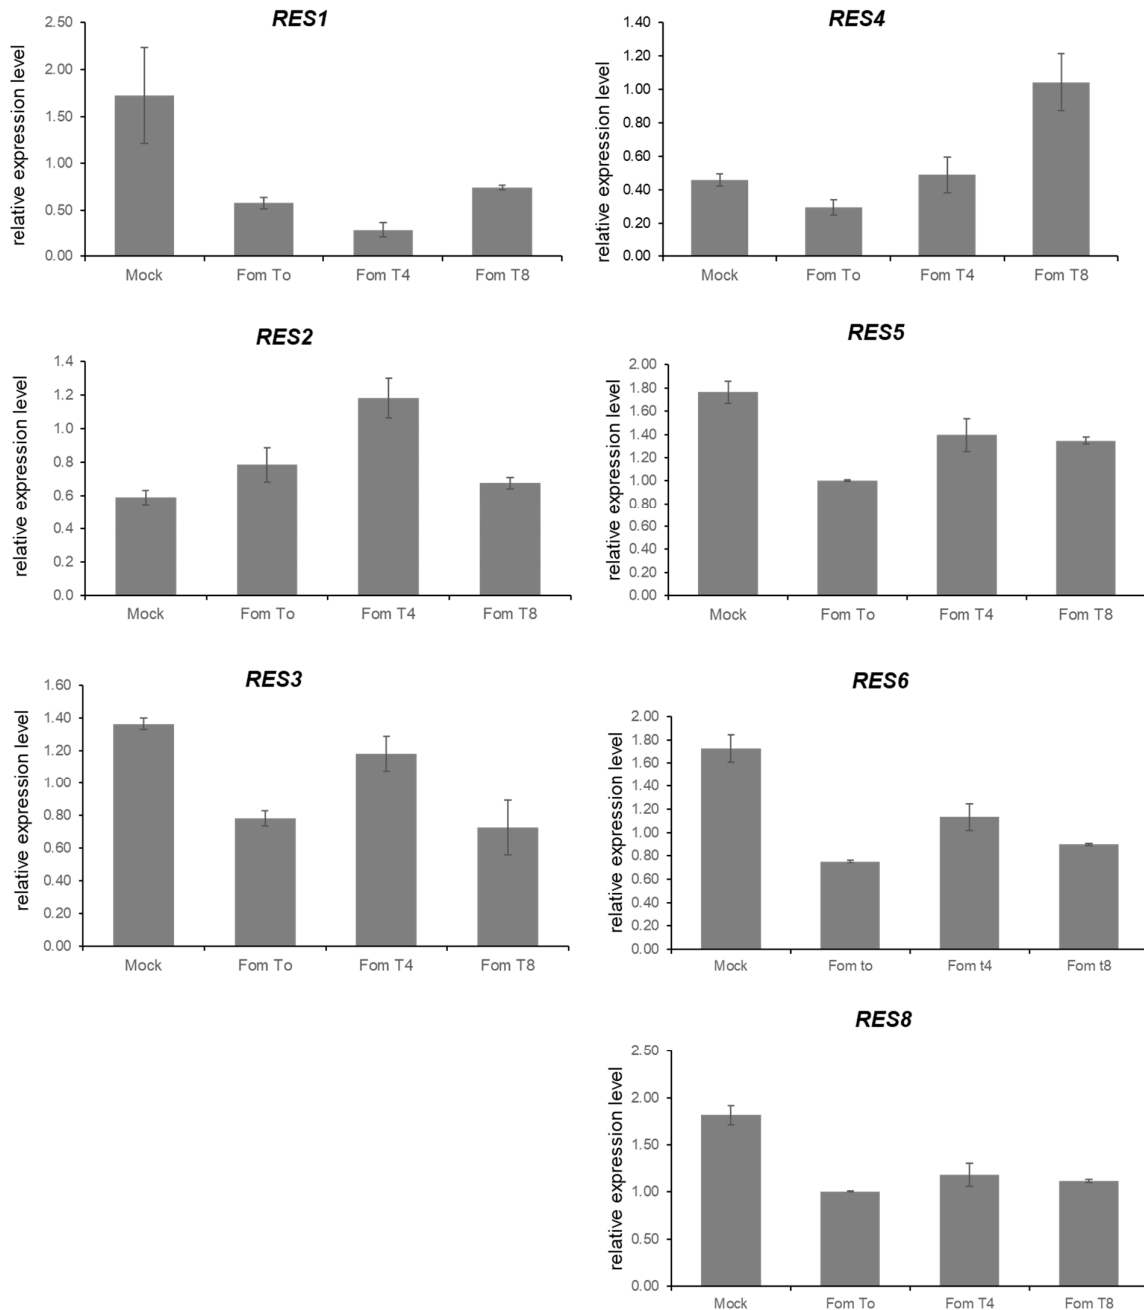 RES1
relative expression level
2.50
2.00
1.50
1.00
0.50
0.00
Mock
Fom To
Fom T4
Fom T8
RES4
relative expression level
1.40
1.20
1.00
0.80
0.60
0.40
0.20
0.00
Mock
Fom To
Fom T4
Fom T8
RES2
relative expression level
1.4
1.2
1.0
0.8
0.6
0.4
0.2
0.0
Mock
Fom To
Fom T4
Fom T8
RES5
relative expression level
2.00
1.80
1.60
1.40
1.20
1.00
0.80
0.60
0.40
0.20
0.00
Mock
Fom To
Fom T4
Fom T8
RES3
relative expression level
1.60
1.40
1.20
1.00
0.80
0.60
0.40
0.20
0.00
Mock
Fom To
Fom T4
Fom T8
RES6
relative expression level
2.00
1.80
1.60
1.40
1.20
1.00
0.80
0.60
0.40
0.20
0.00
Mock
Fom to
Fom t4
Fom t8
RES8
relative expression level
2.50
2.00
1.50
1.00
0.50
0.00
Mock
Fom To
Fom T4
Fom T8